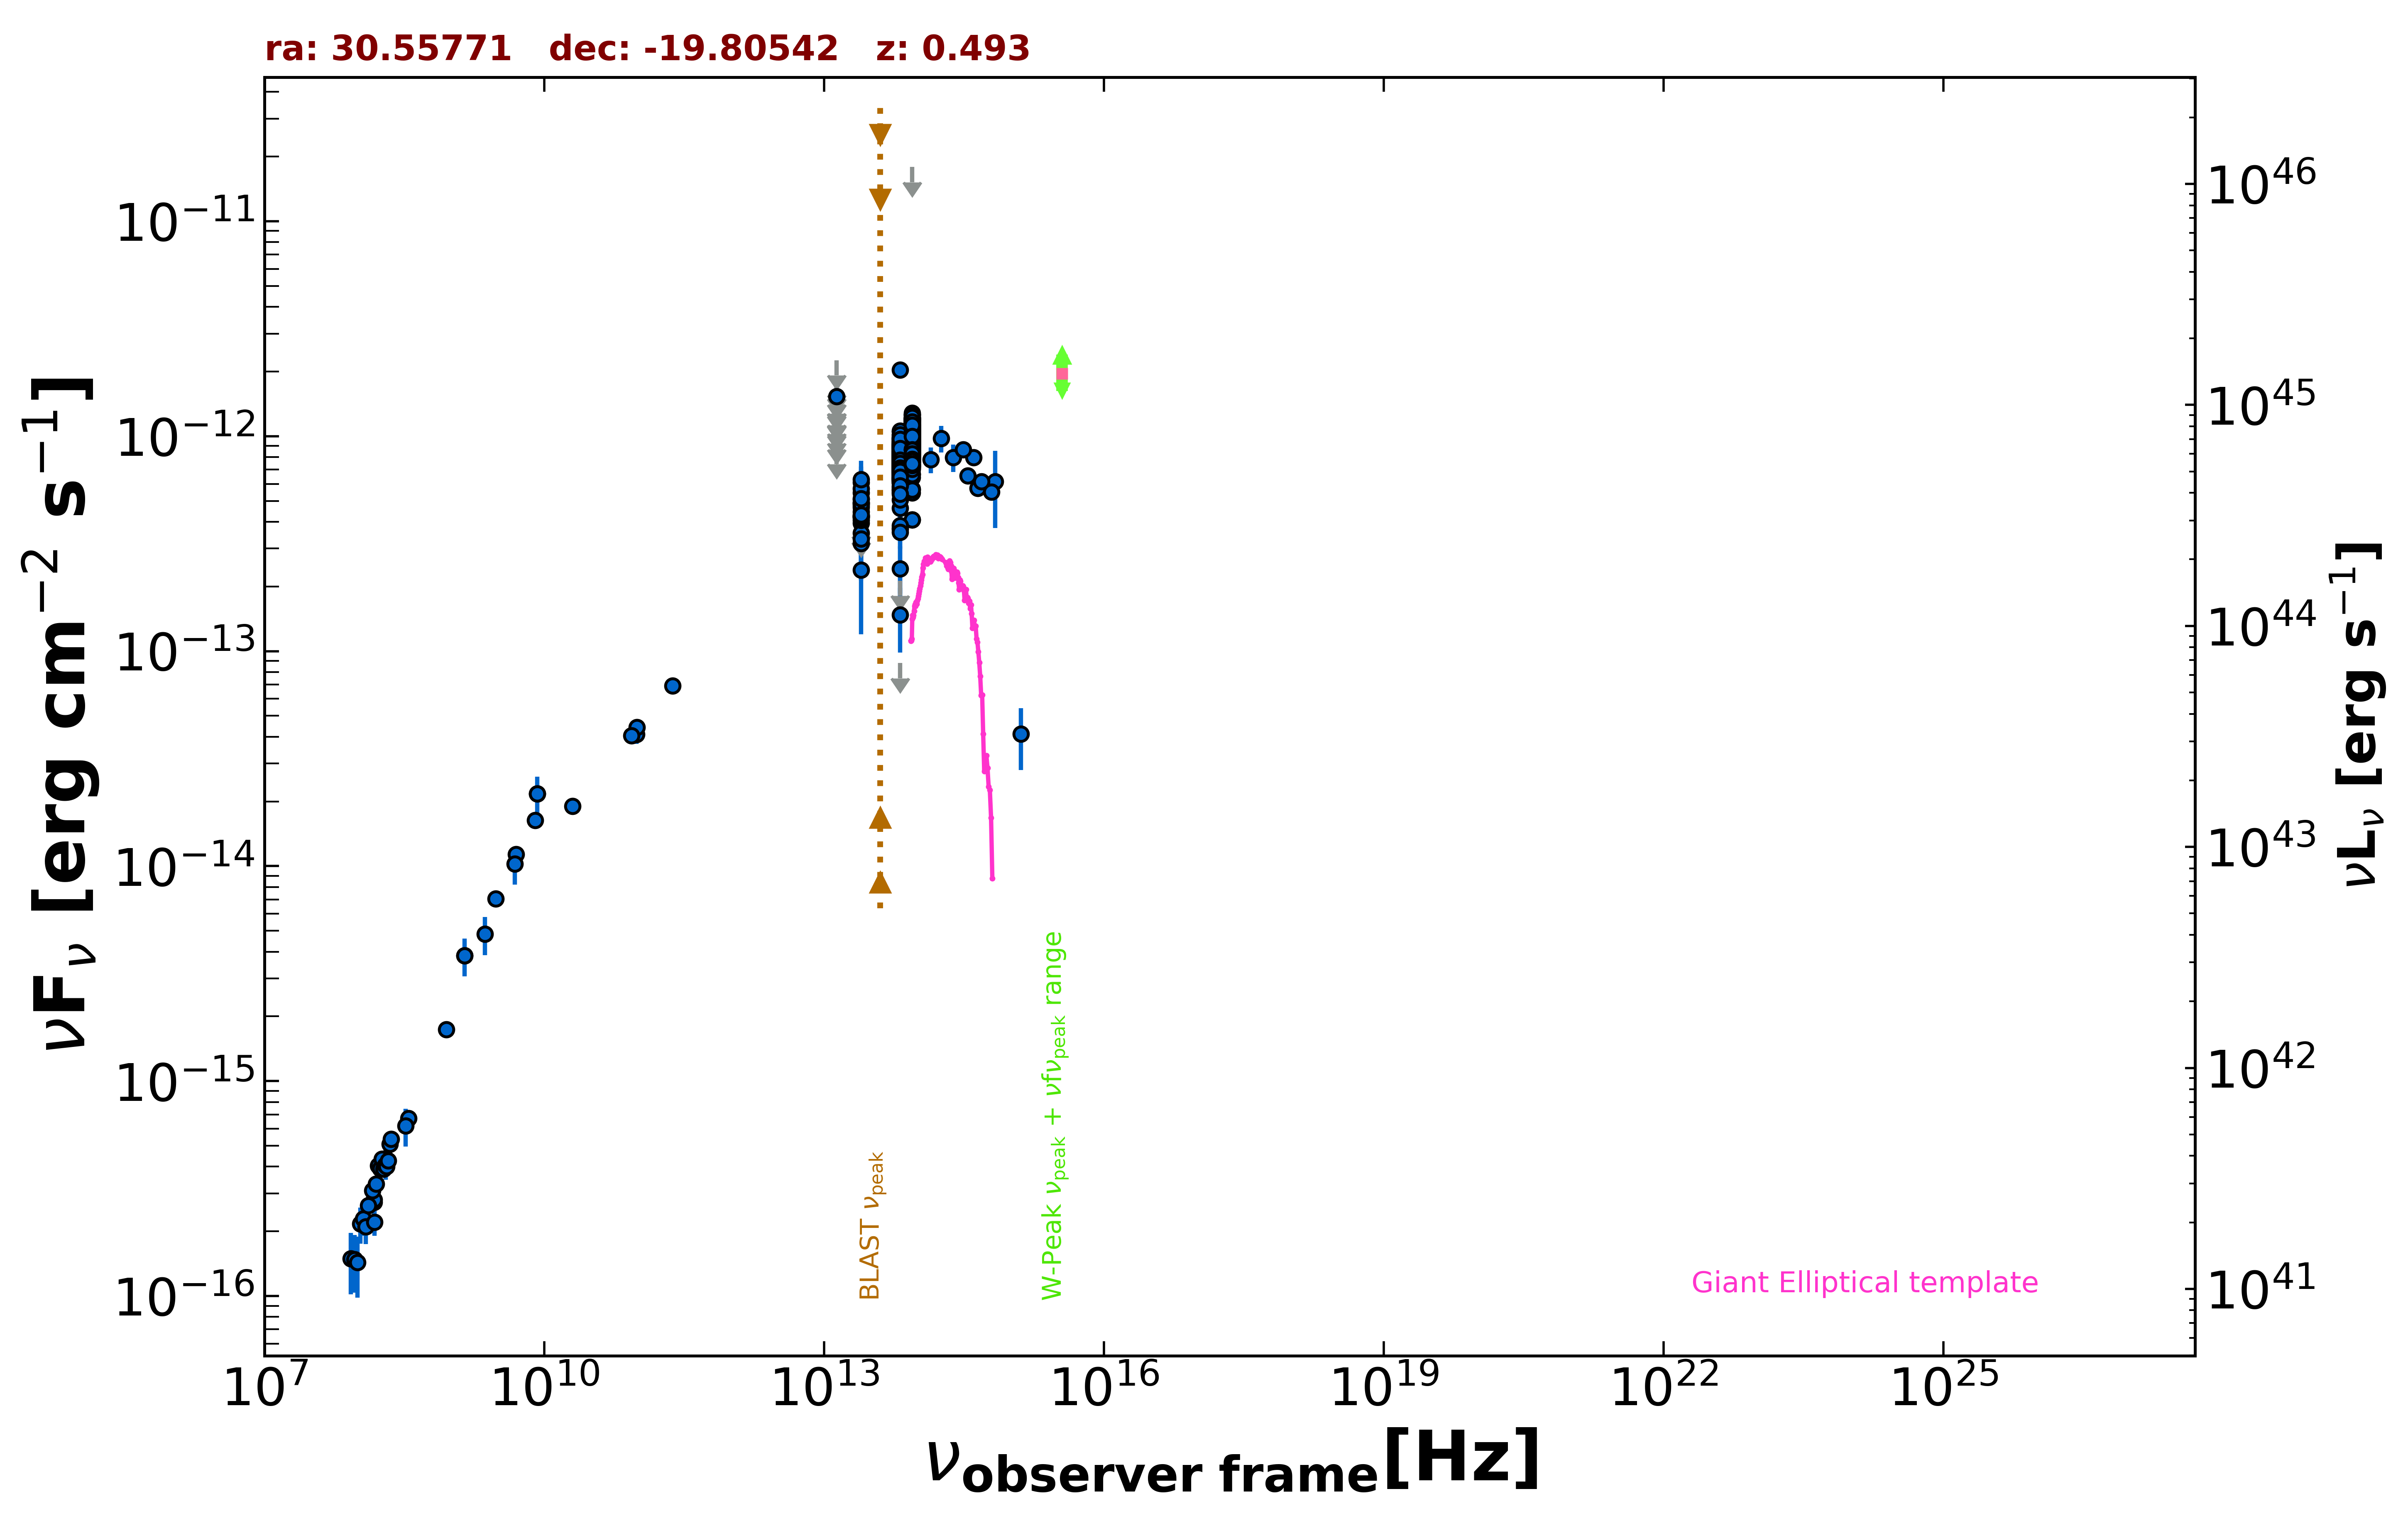 ra: 30.55771 dec: -19.80542 z: 0.493
νFν [erg cm−2 s−1]
10−11
10−12
10−13
10−14
10−15
10−16
1046
1045
1044
1043
1042
1041
νLν [erg s−1]
BLAST νpeak
W-Peak νpeak + νfνpeak range
Giant Elliptical template
107 1010 1013 1016 1019 1022 1025
νobserver frame[Hz]